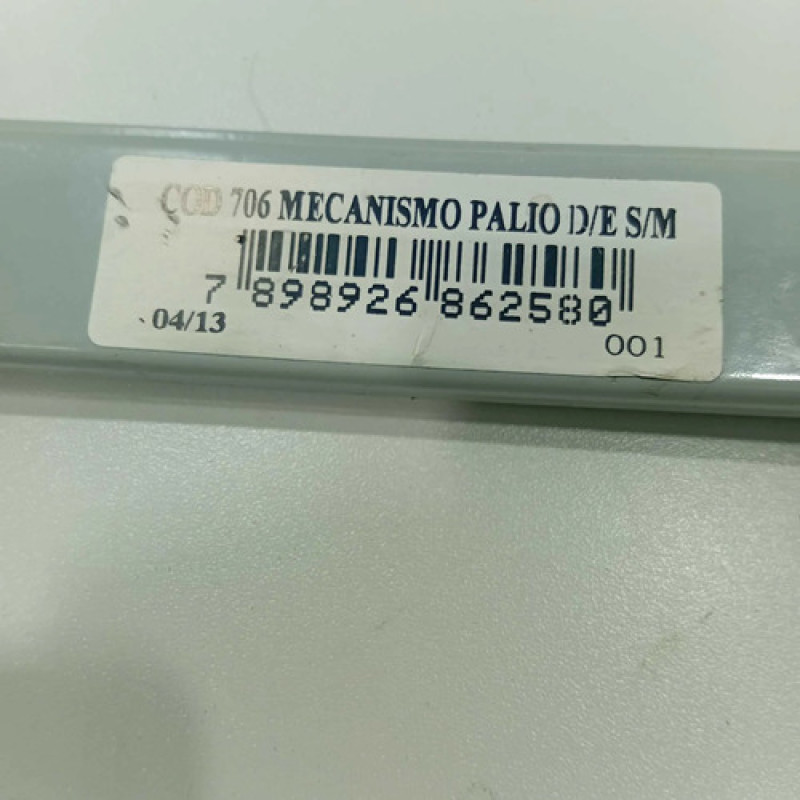 COD 706 MECANISMO PALIO D/E S/M
7 898926 862580
04/13
001